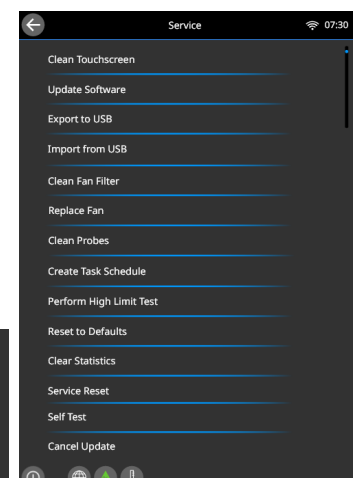 Service
07:30
Clean Touchscreen
Update Software
Export to USB
Import from USB
Clean Fan Filter
Replace Fan
Clean Probes
Create Task Schedule
Perform High Limit Test
Reset to Defaults
Clear Statistics
Service Reset
Self Test
Cancel Update